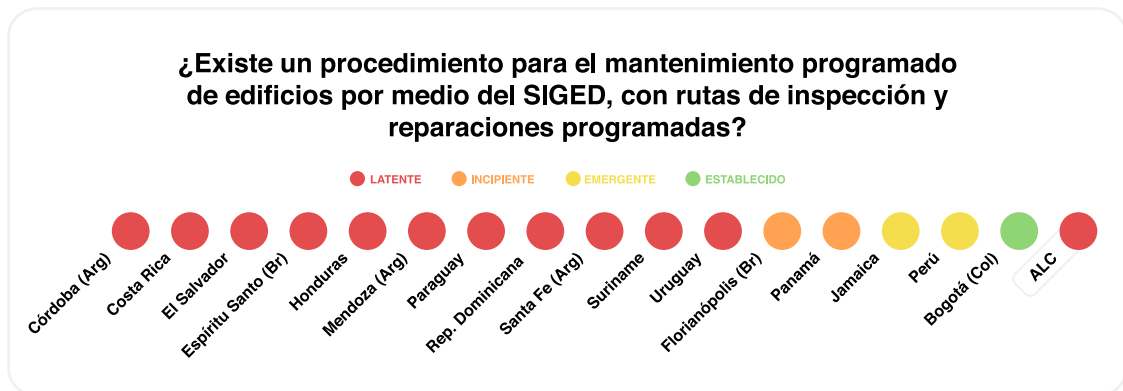 ¿Existe un procedimiento para el mantenimiento programado
de edificios por medio del SIGED, con rutas de inspección y
reparaciones programadas?
LATENTE
INCIPIENTE
EMERGENTE
ESTABLECIDO
Córdoba (Arg)
Costa Rica
El Salvador
Espíritu Santo (Br)
Honduras
Mendoza (Arg)
Paraguay
Rep. Dominicana
Santa Fe (Arg)
Suriname
Uruguay
Florianópolis (Br)
Panamá
Jamaica
Perú
Bogotá (Col)
ALC